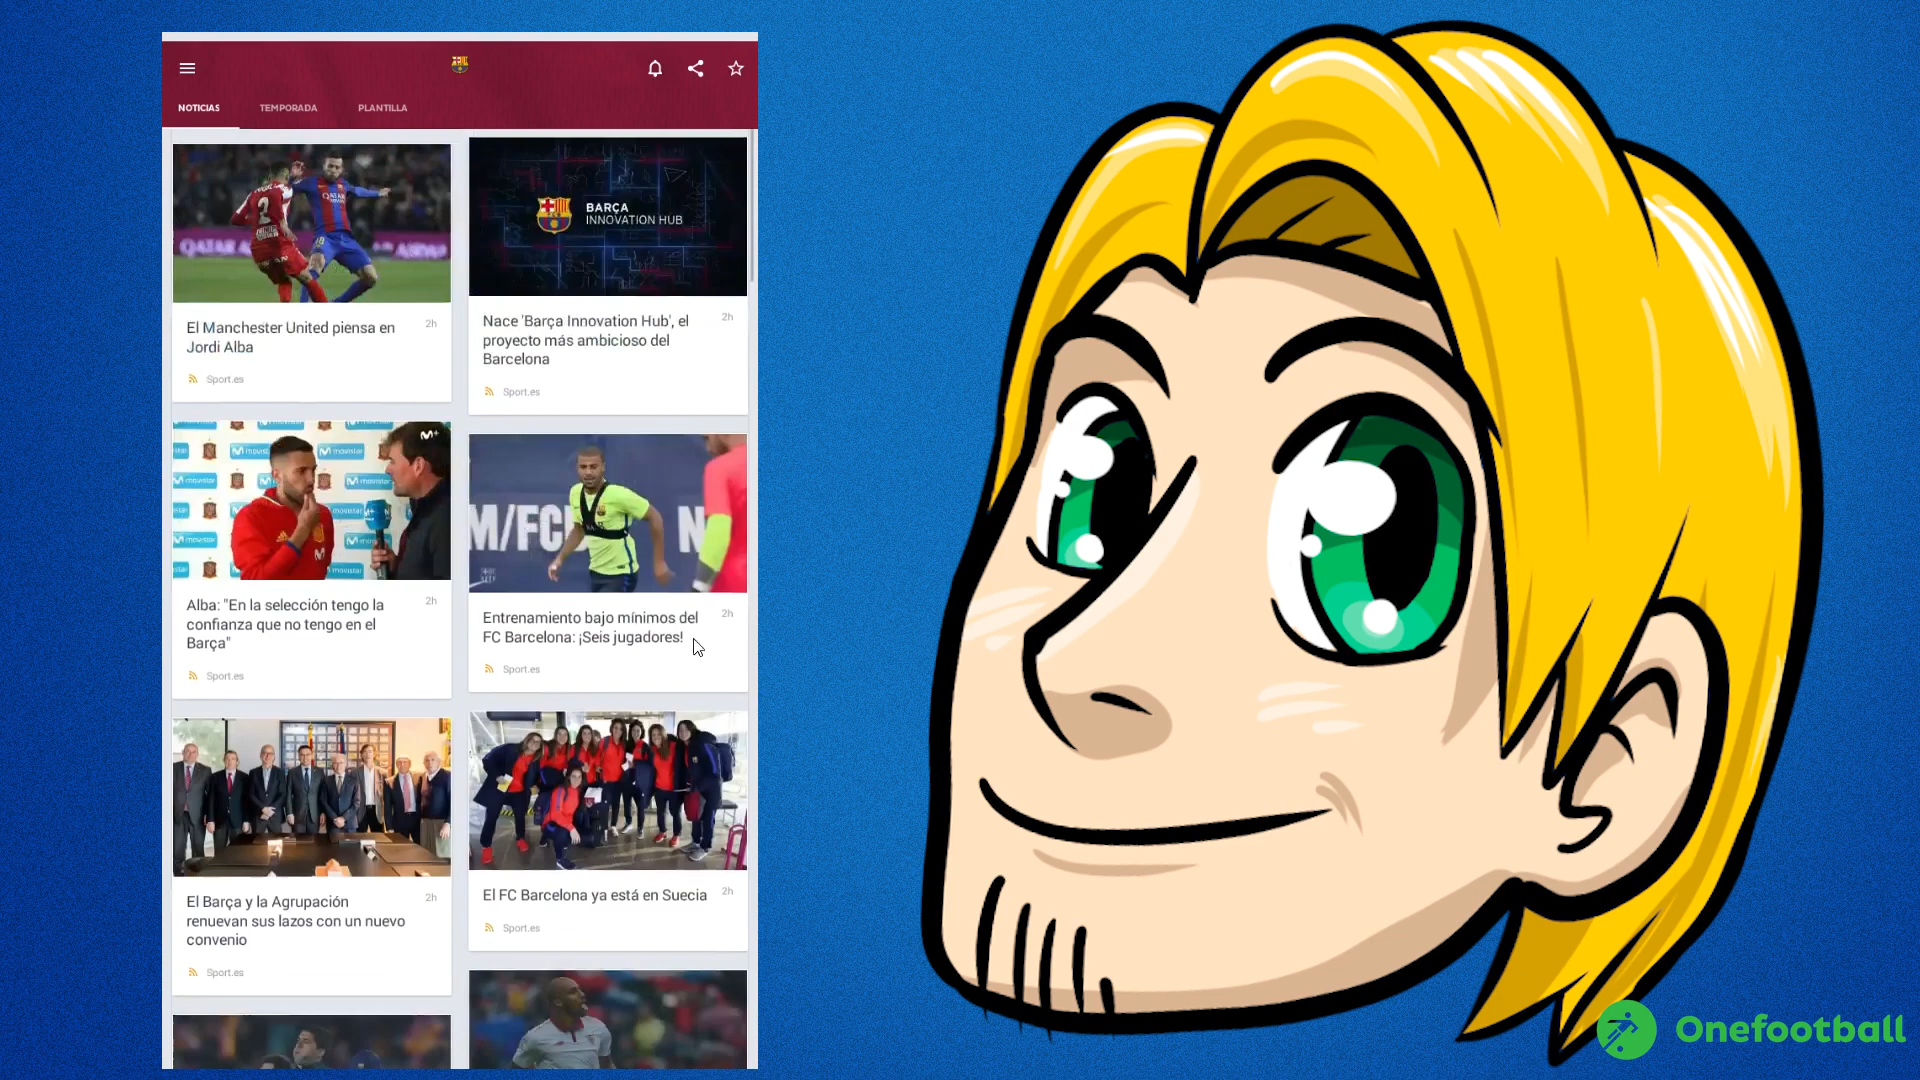 NOTICIAS TEMPORADA PLANTILLA
El Manchester United piensa en
Jordi Alba
2h
Sport.es
BARÇA
INNOVATION HUB
Nace 'Barça Innovation Hub', el
proyecto más ambicioso del
Barcelona
2h
Sport.es
Alba: "En la selección tengo la
confianza que no tengo en el
Barça"
2h
Sport.es
M/FC
N
Entrenamiento bajo mínimos del
FC Barcelona: ¡Seis jugadores!
2h
Sport.es
El Barça y la Agrupación
renuevan sus lazos con un nuevo
convenio
2h
Sport.es
El FC Barcelona ya está en Suecia
2h
Sport.es
Onefootball